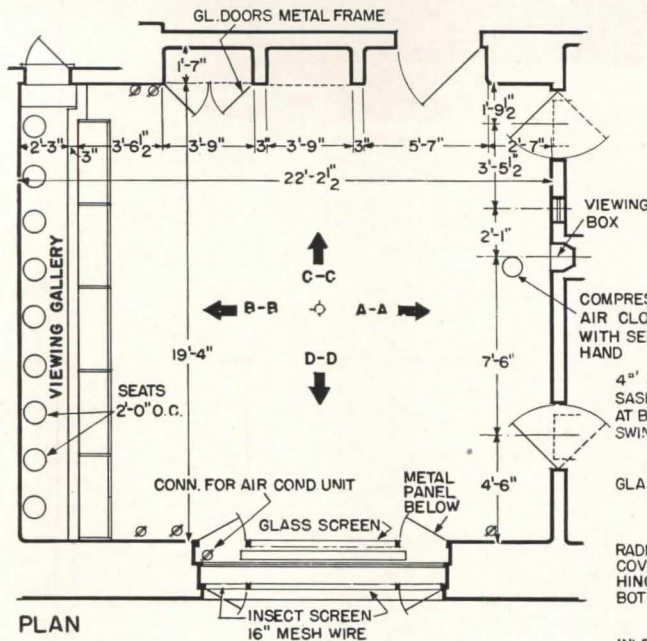 GL. DOORS METAL FRAME
1'-7"
1'-9½"
2'-3"
3"
3'-6½"
3'-9"
3"
3'-9"
3"
5'-7"
2'-7"
3'-5½"
22'-2½"
VIEWING
BOX
2'-1"
C-C
B-B
A-A
D-D
COMPRES
AIR CLO
WITH SE
HAND
VIEWING GALLERY
19'-4"
7'-6"
SEATS
2'-0" O.C.
4"'
SAS
AT B
SWIN
CONN. FOR AIR COND UNIT
METAL
PANEL
BELOW
4'-6"
GLA
GLASS SCREEN
RADI
COV
HIN
BOT
PLAN
INSECT SCREEN
16" MESH WIRE